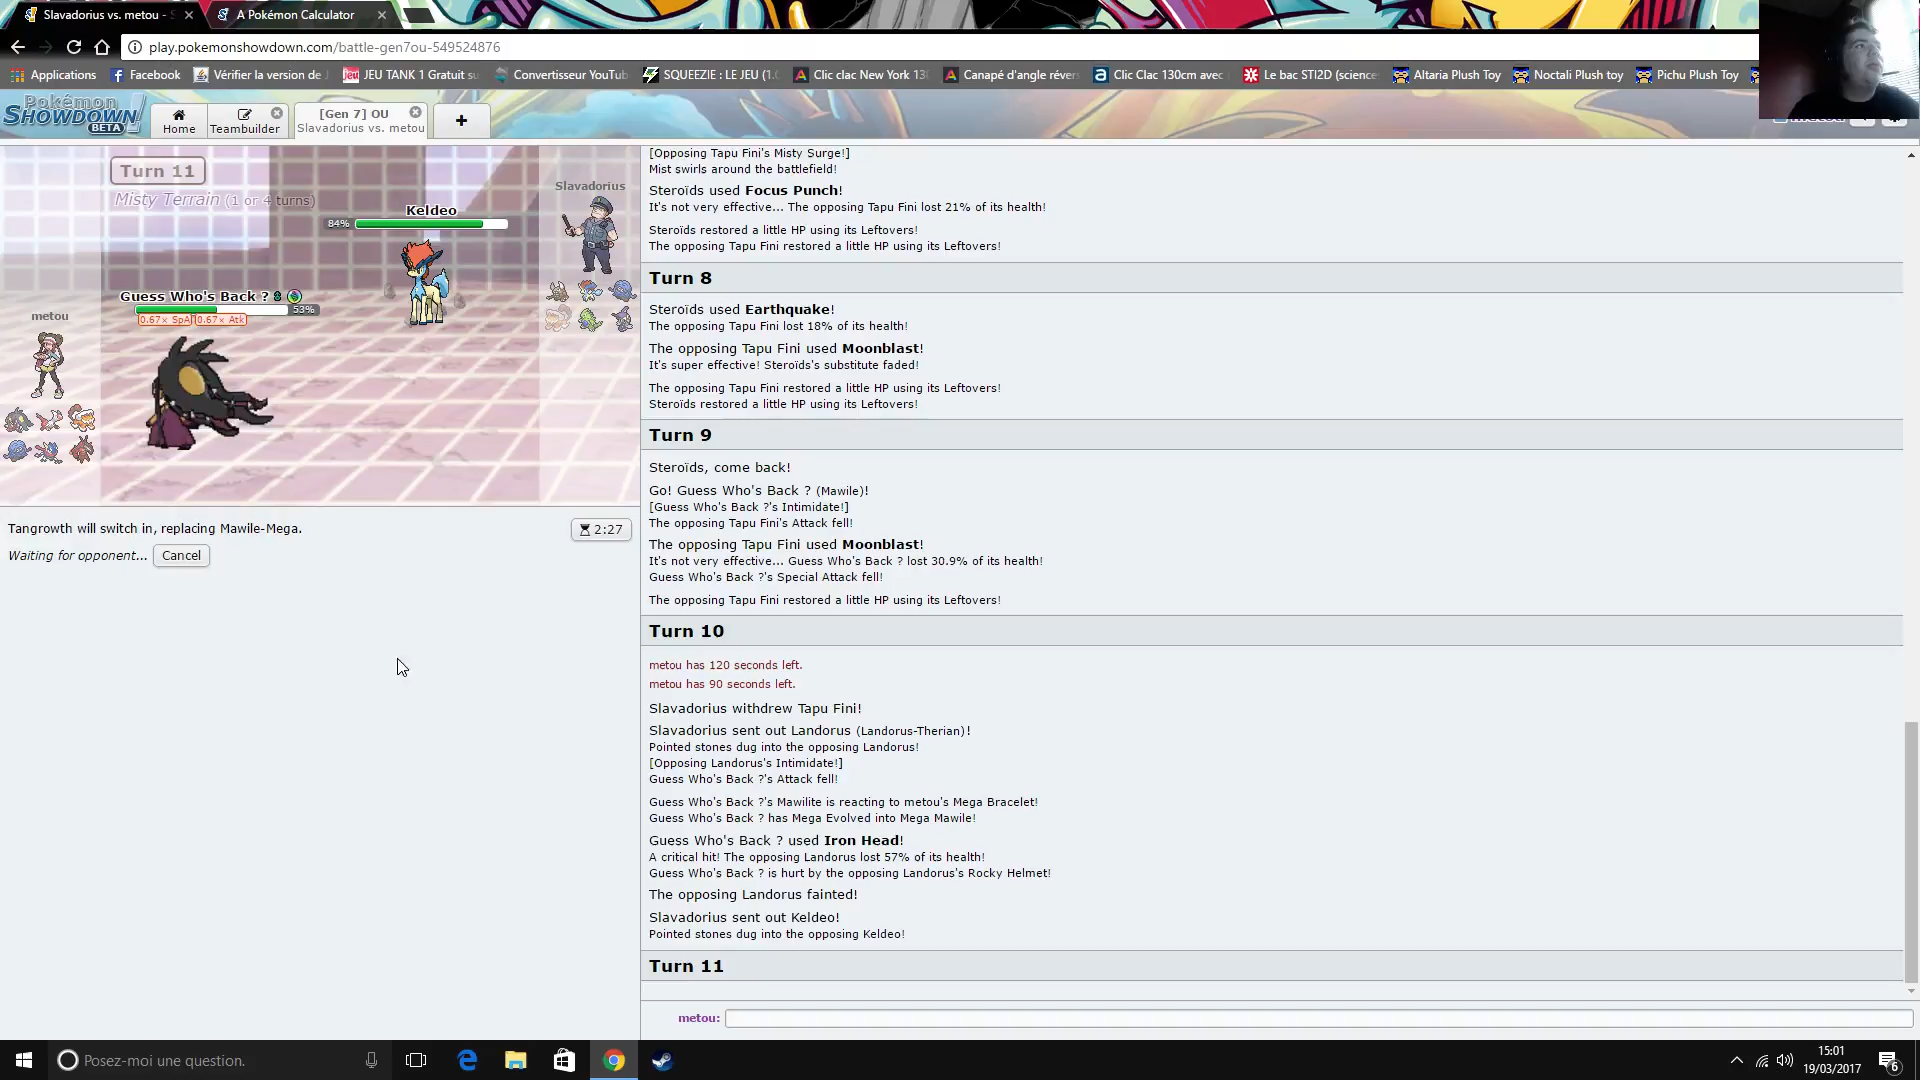 Slavadorius vs. metou -
A Pokémon Calculator
play.pokemonshowdown.com/battle-gen7ou-549524876
Applications
Facebook
Vérifier la version de
JEU TANK 1 Gratuit su
Convertisseur YouTub
SQUEEZIE : LE JEU (1.
Clic clac New York 13
Canapé d'angle révers
Clic Clac 130cm avec
Le bac STI2D (science
Altaria Plush Toy
Noctali Plush toy
Pichu Plush Toy
Pokémon
SHOWDOWN!
BETA
Home
Teambuilder
[Gen 7] OU
Slavadorius vs. metou
+
Turn 11
Misty Terrain (1 or 4 turns)
Keldeo
84%
Slavadorius
Guess Who's Back ? 8
53%
0.67× SpA 0.67× Atk
metou
Tangrowth will switch in, replacing Mawile-Mega.
2:27
Waiting for opponent... Cancel
[Opposing Tapu Fini's Misty Surge!]
Mist swirls around the battlefield!
Steroïds used Focus Punch!
It's not very effective... The opposing Tapu Fini lost 21% of its health!
Steroïds restored a little HP using its Leftovers!
The opposing Tapu Fini restored a little HP using its Leftovers!
Turn 8
Steroïds used Earthquake!
The opposing Tapu Fini lost 18% of its health!
The opposing Tapu Fini used Moonblast!
It's super effective! Steroïds's substitute faded!
The opposing Tapu Fini restored a little HP using its Leftovers!
Steroïds restored a little HP using its Leftovers!
Turn 9
Steroïds, come back!
Go! Guess Who's Back ? (Mawile)!
[Guess Who's Back ?'s Intimidate!]
The opposing Tapu Fini's Attack fell!
The opposing Tapu Fini used Moonblast!
It's not very effective... Guess Who's Back ? lost 30.9% of its health!
Guess Who's Back ?'s Special Attack fell!
The opposing Tapu Fini restored a little HP using its Leftovers!
Turn 10
metou has 120 seconds left.
metou has 90 seconds left.
Slavadorius withdrew Tapu Fini!
Slavadorius sent out Landorus (Landorus-Therian)!
Pointed stones dug into the opposing Landorus!
[Opposing Landorus's Intimidate!]
Guess Who's Back ?'s Attack fell!
Guess Who's Back ?'s Mawilite is reacting to metou's Mega Bracelet!
Guess Who's Back ? has Mega Evolved into Mega Mawile!
Guess Who's Back ? used Iron Head!
A critical hit! The opposing Landorus lost 57% of its health!
Guess Who's Back ? is hurt by the opposing Landorus's Rocky Helmet!
The opposing Landorus fainted!
Slavadorius sent out Keldeo!
Pointed stones dug into the opposing Keldeo!
Turn 11
metou:
Posez-moi une question.
15:01
19/03/2017
6